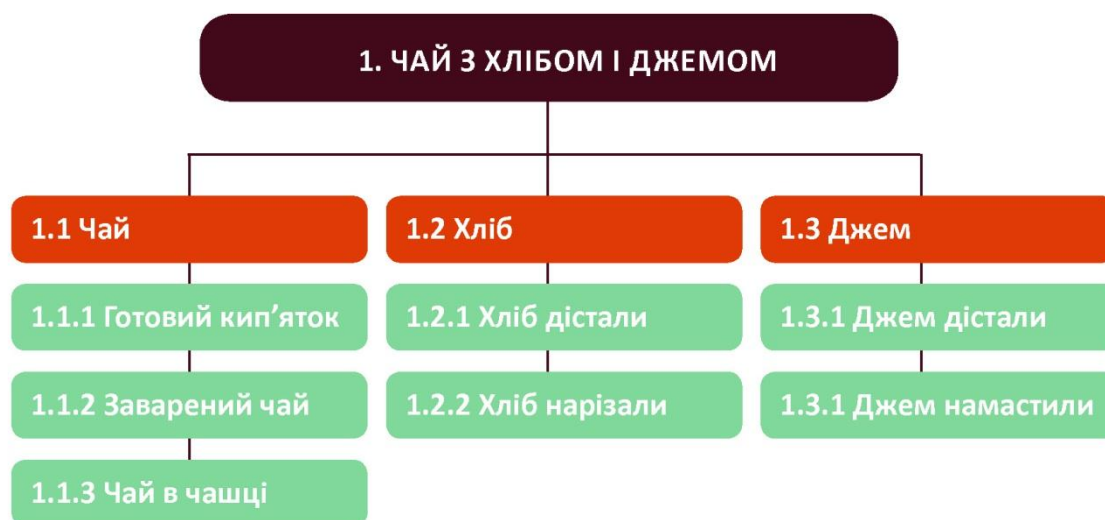 1. ЧАЙ З ХЛІБОМ І ДЖЕМОМ
1.1 Чай
1.1.1 Готовий кип’яток
1.1.2 Заварений чай
1.1.3 Чай в чашці
1.2 Хліб
1.2.1 Хліб дістали
1.2.2 Хліб нарізали
1.3 Джем
1.3.1 Джем дістали
1.3.1 Джем намастили